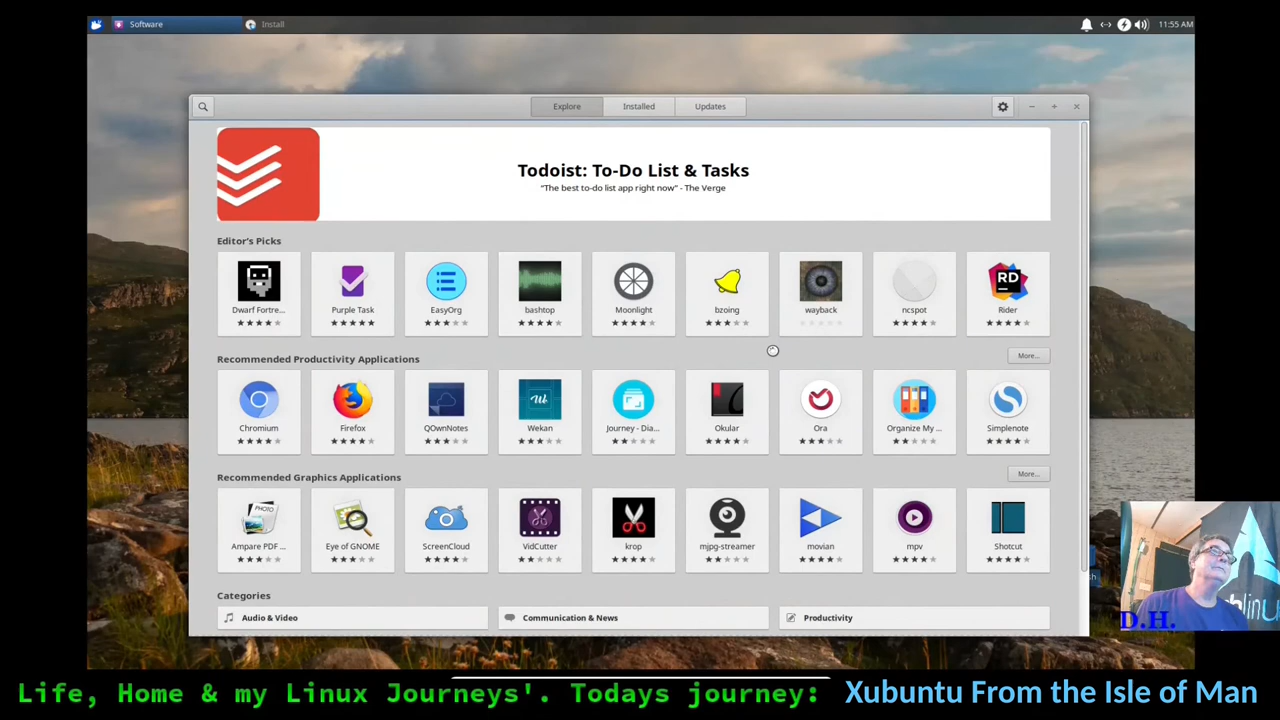 Software
Install
11:55 AM
Explore
Installed
Updates
Todoist: To-Do List & Tasks
"The best to-do list app right now" - The Verge
Editor's Picks
Dwarf Fortre...
Purple Task
EasyOrg
bashtop
Moonlight
bzoing
wayback
ncspot
RD
Rider
Recommended Productivity Applications
More...
Chromium
Firefox
QOwnNotes
Wekan
Journey - Dia...
Okular
Ora
Organize My ...
Simplenote
Recommended Graphics Applications
More...
PHOTO
Ampare PDF ...
Eye of GNOME
ScreenCloud
VidCutter
krop
mjpg-streamer
movian
mpv
Shotcut
Categories
Audio & Video
Communication & News
Productivity
D.H.
Life, Home & my Linux Journeys'. Todays journey:
Xubuntu From the Isle of Man